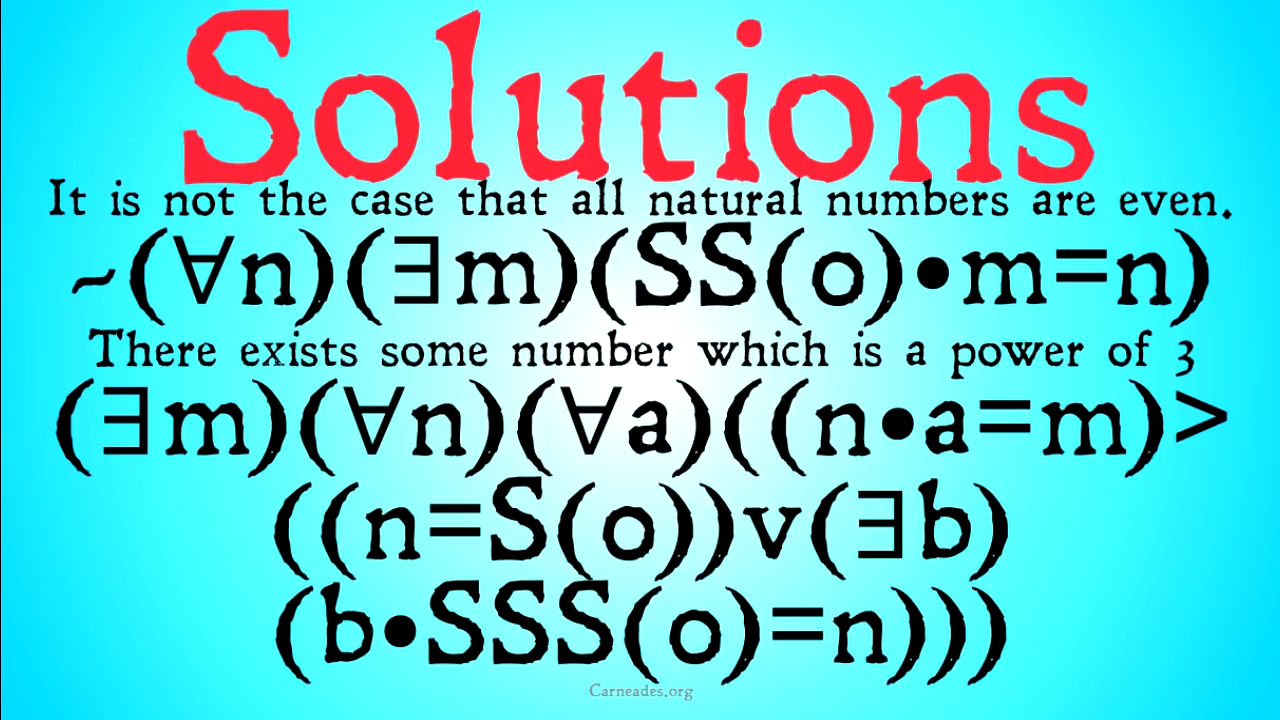 Solutions
It is not the case that all natural numbers are even.
~(∀n)(∃m)(SS(o)•m=n)
There exists some number which is a power of 3
(∃m)(∀n)(∀a)((n•a=m)>
((n=S(o))v(∃b)
(b•SSS(o)=n)))
Carneades.org